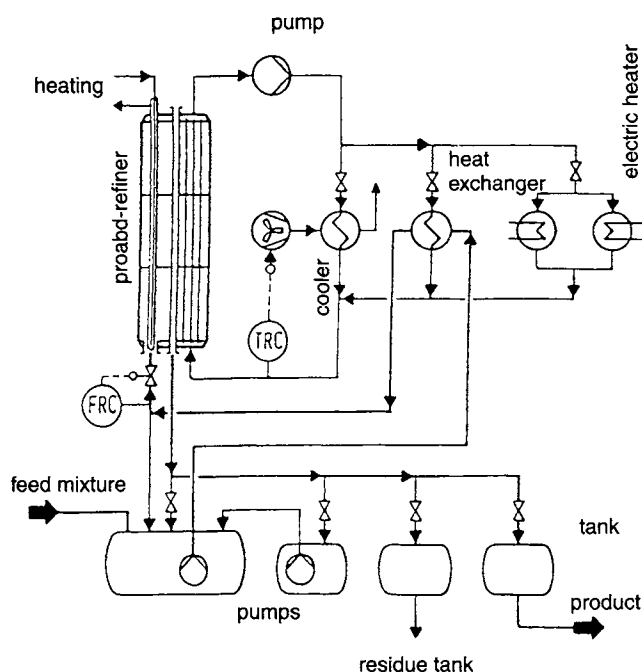 pump
heating
electric heater
heat
exchanger
proabd-refiner
cooler
TRC
FRC
feed mixture
tank
pumps
product
residue tank